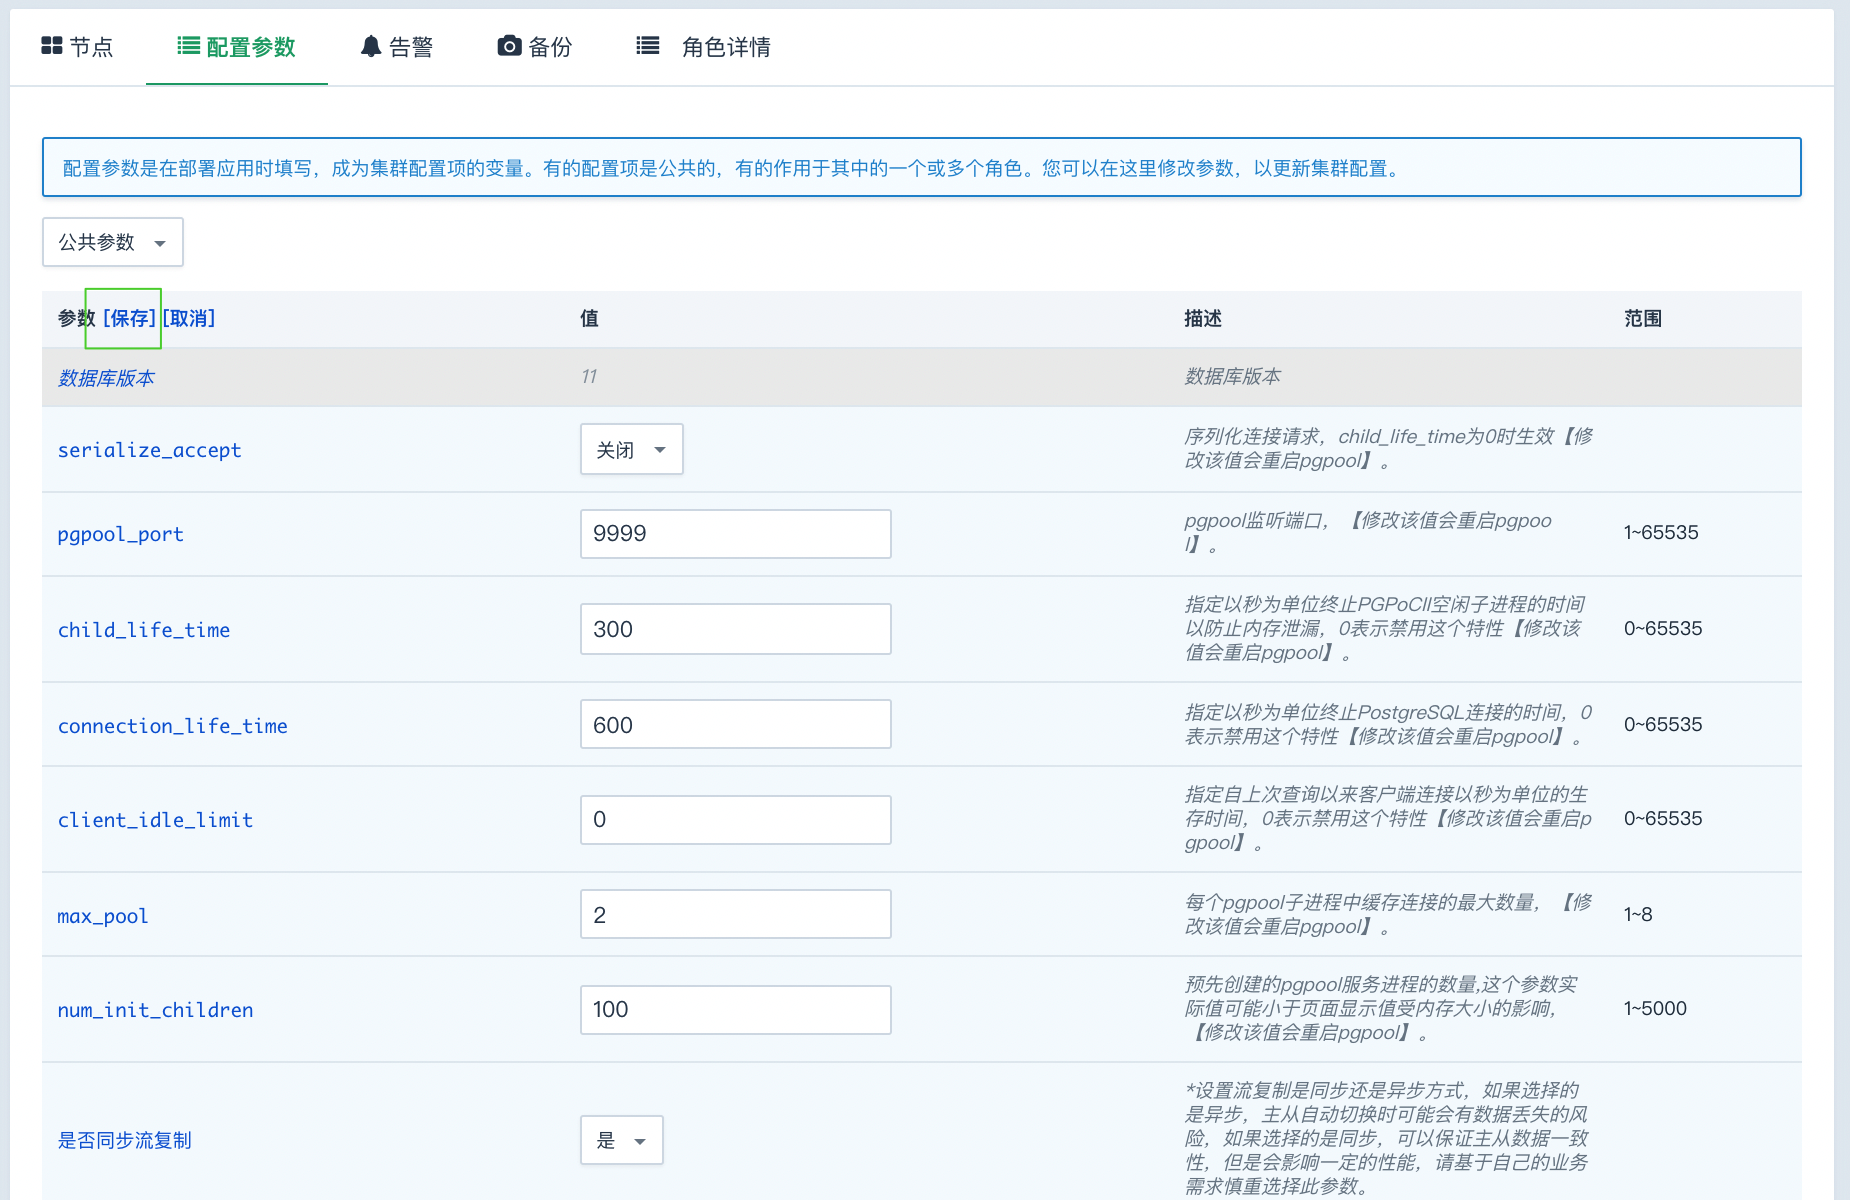 节点
配置参数
告警
备份
角色详情
配置参数是在部署应用时填写，成为集群配置项的变量。有的配置项是公共的，有的作用于其中的一个或多个角色。您可以在这里修改参数，以更新集群配置。
公共参数
参数 [保存] [取消]
值
描述
范围
数据库版本
11
数据库版本
serialize_accept
关闭
序列化连接请求，child_life_time为0时生效【修
改该值会重启pgpool】。
pgpool_port
9999
pgpool监听端口，【修改该值会重启pgpoo
l】。
1~65535
child_life_time
300
指定以秒为单位终止PGPoCll空闲子进程的时间
以防止内存泄漏，0表示禁用这个特性【修改该
值会重启pgpool】。
0~65535
connection_life_time
600
指定以秒为单位终止PostgreSQL连接的时间，0
表示禁用这个特性【修改该值会重启pgpool】。
0~65535
client_idle_limit
0
指定自上次查询以来客户端连接以秒为单位的生
存时间，0表示禁用这个特性【修改该值会重启p
gpool】。
0~65535
max_pool
2
每个pgpool子进程中缓存连接的最大数量，【修
改该值会重启pgpool】。
1~8
num_init_children
100
预先创建的pgpool服务进程的数量,这个参数实
际值可能小于页面显示值受内存大小的影响，
【修改该值会重启pgpool】。
1~5000
是否同步流复制
是
*设置流复制是同步还是异步方式，如果选择的
是异步，主从自动切换时可能会有数据丢失的风
险，如果选择的是同步，可以保证主从数据一致
性，但是会影响一定的性能，请基于自己的业务
需求慎重选择此参数。